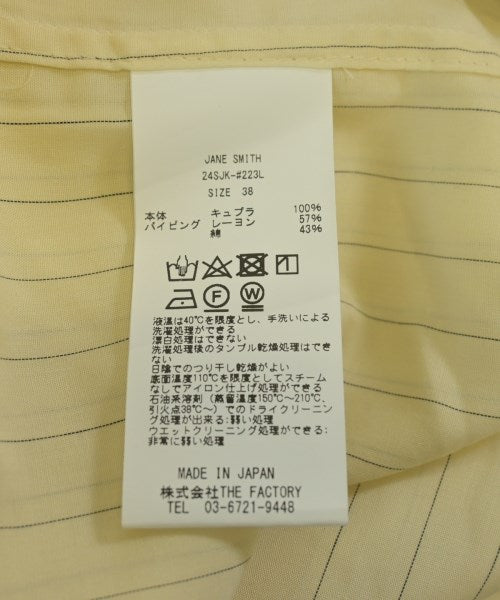 JANE SMITH
24SJK-#223L
SIZE 38
本体 キュプラ 100%
パイピング レーヨン 57%
綿 43%
F W
液温は40℃を限度とし、手洗いによる
洗濯処理ができる
漂白処理はできない
洗濯処理後のタンブル乾燥処理はでき
ない
日陰でのつり干し乾燥がよい
底面温度110℃を限度としてスチーム
なしでアイロン仕上げ処理ができる
石油系溶剤(蒸留温度150℃~210℃、
引火点38℃~)でのドライクリーニン
グ処理が出来る:弱い処理
ウエットクリーニング処理ができる:
非常に弱い処理
MADE IN JAPAN
株式会社THE FACTORY
TEL 03-6721-9448